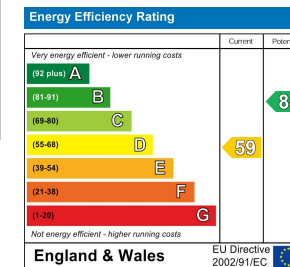 Energy Efficiency Rating
Current
Very energy efficient - lower running costs
(92 plus) A
(81-91) B
(69-80) C
(55-68) D
59
(39-54) E
(21-38) F
(1-20) G
Not energy efficient - higher running costs
England & Wales
EU Directive
2002/91/EC